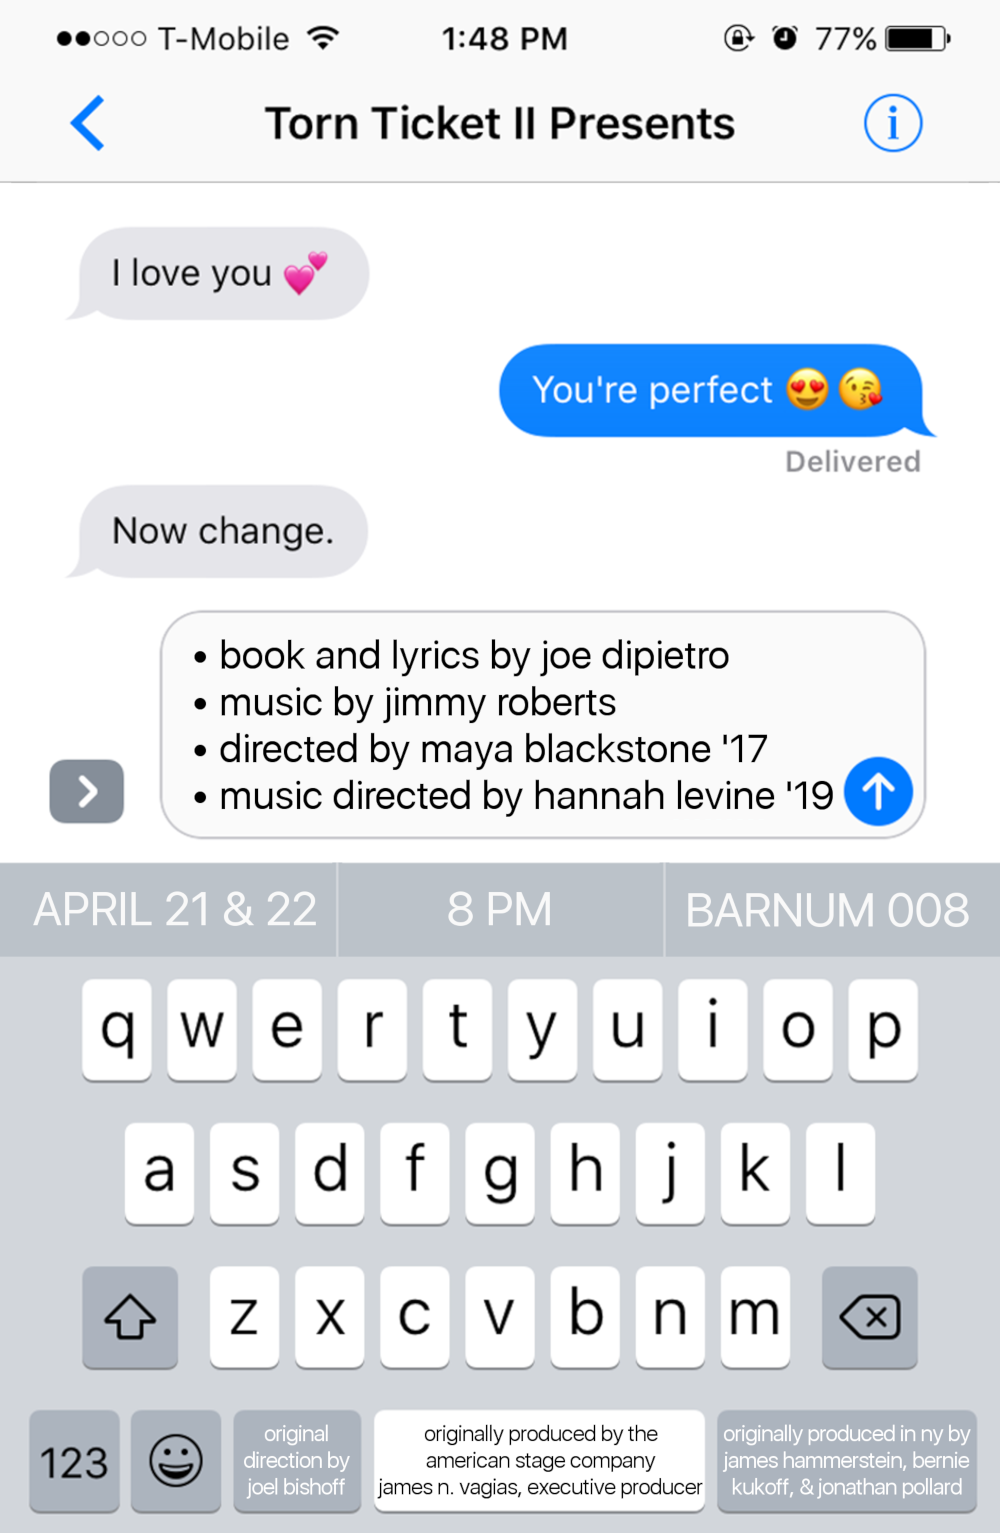 T-Mobile 1:48 PM 77%
Torn Ticket II Presents
I love you 💕
You're perfect 😍 😘
Delivered
Now change.
• book and lyrics by joe dipietro
• music by jimmy roberts
• directed by maya blackstone '17
• music directed by hannah levine '19
APRIL 21 & 22 8 PM BARNUM 008
q w e r t y u i o p
a s d f g h j k l
z x c v b n m
123
original
direction by
joel bishoff
originally produced by the
american stage company
james n. vagias, executive producer
originally produced in ny by
james hammerstein, bernie
kukoff, & jonathan pollard